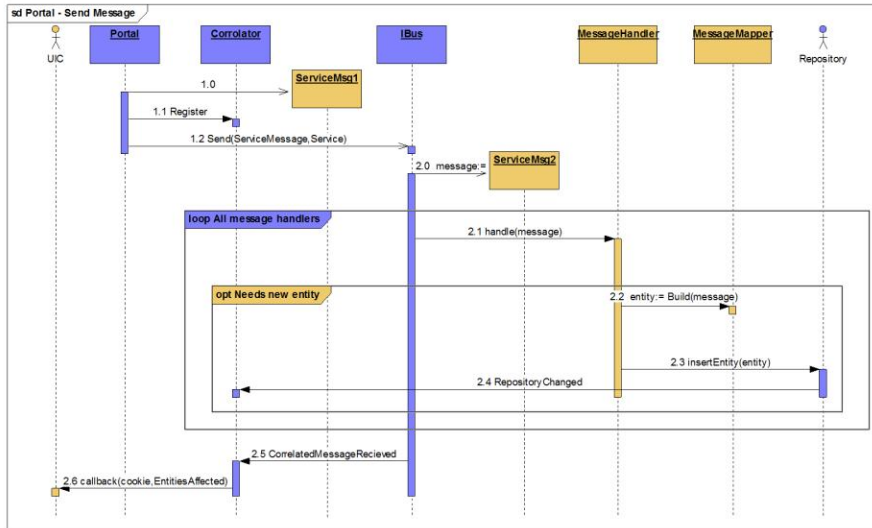 sd Portal - Send Message
UIC
Portal
Corrolator
IBus
MessageHandler
MessageMapper
Repository
1.0
ServiceMsg1
1.1 Register
1.2 Send(ServiceMessage,Service)
2.0 message:=
ServiceMsg2
loop All message handlers
2.1 handle(message)
opt Needs new entity
2.2 entity:= Build(message)
2.3 insertEntity(entity)
2.4 RepositoryChanged
2.5 CorrelatedMessageRecieved
2.6 callback(cookie,EntitiesAffected)